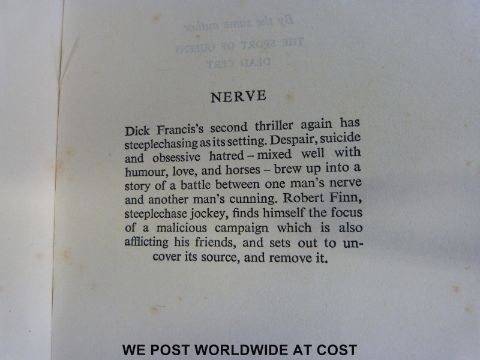 By the same author
THE SPORT OF QUEENS
DEAD CERT
NERVE
Dick Francis's second thriller again has
steeplechasing as its setting. Despair, suicide
and obsessive hatred – mixed well with
humour, love, and horses – brew up into a
story of a battle between one man's nerve
and another man's cunning. Robert Finn,
steeplechase jockey, finds himself the focus
of a malicious campaign which is also
afflicting his friends, and sets out to un-
cover its source, and remove it.
WE POST WORLDWIDE AT COST